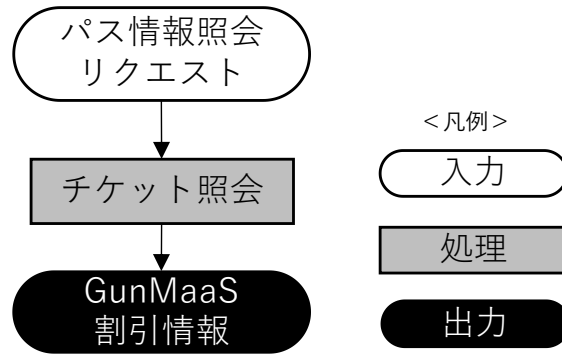 パス情報照会
リクエスト
チケット照会
GunMaaS
割引情報
＜凡例＞
入力
処理
出力